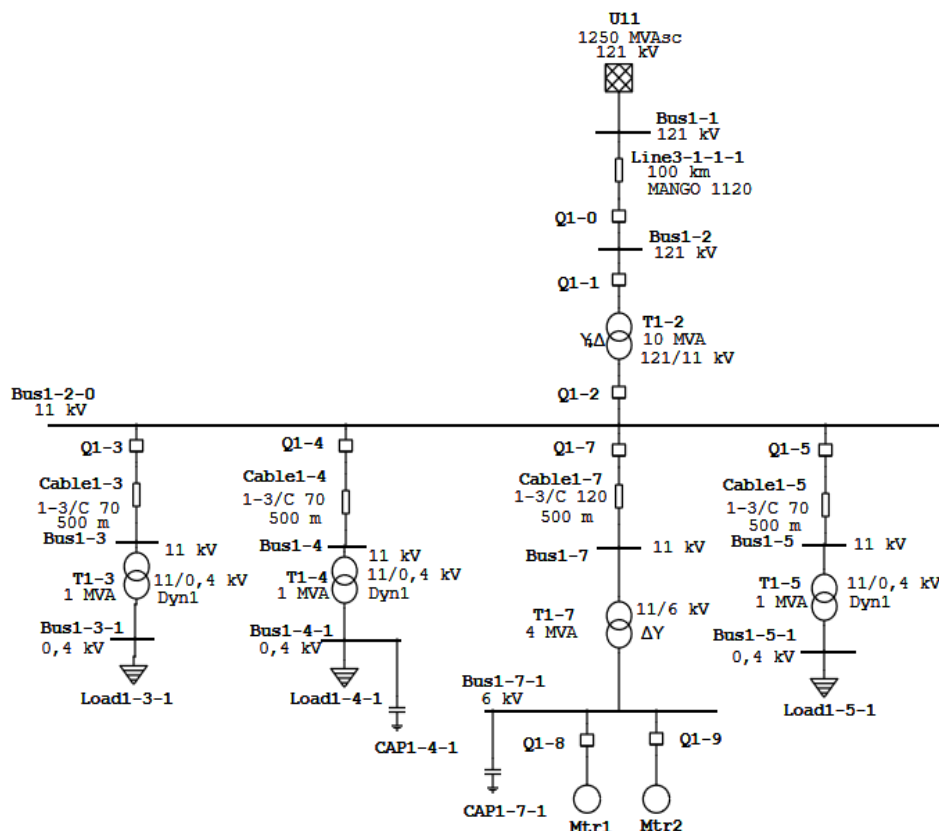 U11
1250 MVAsc
121 kV
Bus1-1
121 kV
Line3-1-1-1
100 km
MANGO 1120
Q1-0
Bus1-2
121 kV
Q1-1
T1-2
10 MVA
121/11 kV
Q1-2
Bus1-2-0
11 kV
Q1-3
Q1-4
Q1-7
Q1-5
Cable1-3
1-3/C 70
500 m
Cable1-4
1-3/C 70
500 m
Cable1-7
1-3/C 120
500 m
Cable1-5
1-3/C 70
500 m
Bus1-3
11 kV
Bus1-4
11 kV
Bus1-7
11 kV
Bus1-5
11 kV
T1-3
1 MVA
11/0,4 kV
Dyn1
T1-4
1 MVA
11/0,4 kV
Dyn1
T1-7
4 MVA
11/6 kV
ΔY
T1-5
1 MVA
11/0,4 kV
Dyn1
Bus1-3-1
0,4 kV
Bus1-4-1
0,4 kV
Bus1-5-1
0,4 kV
Load1-3-1
Load1-4-1
Load1-5-1
Bus1-7-1
6 kV
CAP1-4-1
Q1-8
Q1-9
CAP1-7-1
Mtr1
Mtr2